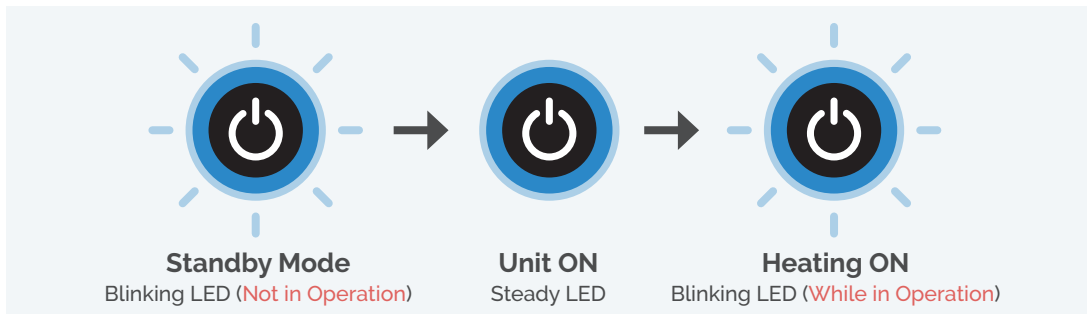 Standby Mode
Blinking LED (Not in Operation)
Unit ON
Steady LED
Heating ON
Blinking LED (While in Operation)